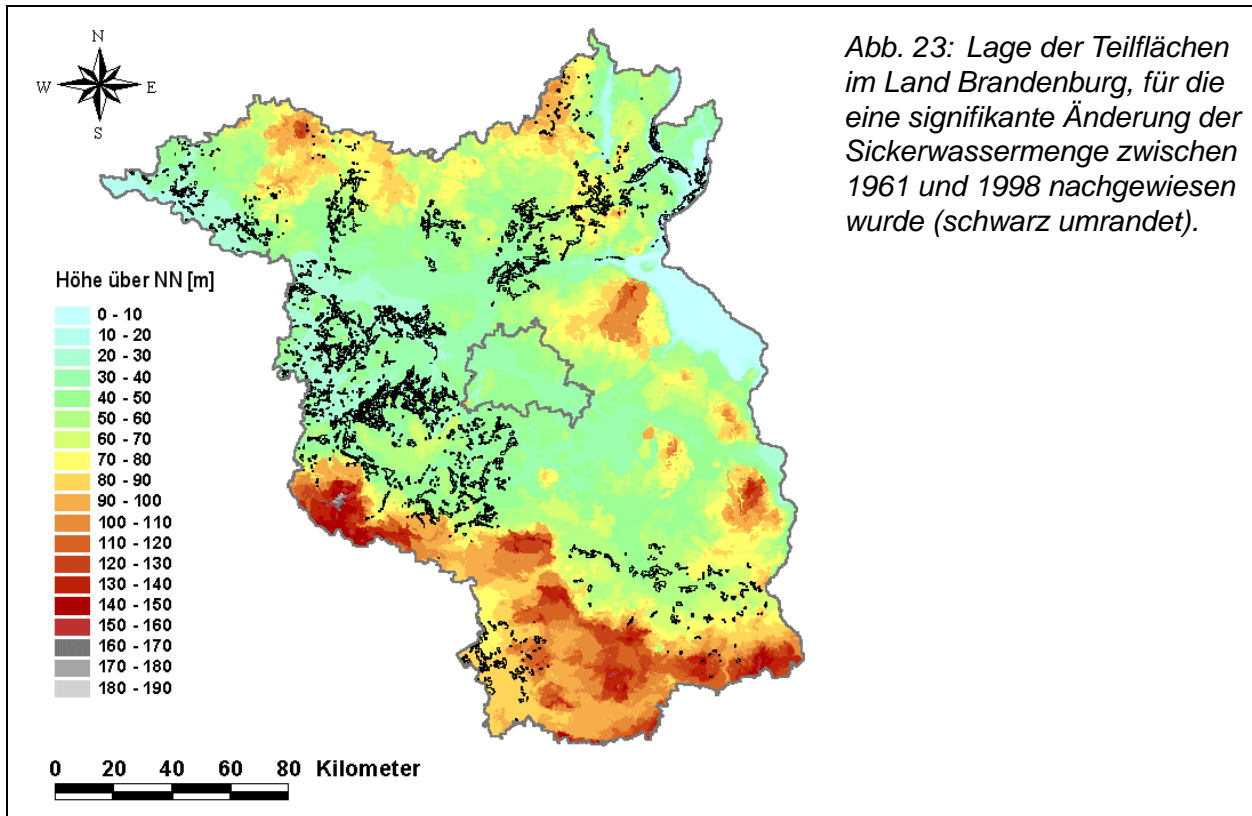 Abb. 23: Lage der Teilflächen
im Land Brandenburg, für die
eine signifikante Änderung der
Sickerwassermenge zwischen
1961 und 1998 nachgewiesen
wurde (schwarz umrandet).
N
W
E
S
Höhe über NN [m]
0 - 10
10 - 20
20 - 30
30 - 40
40 - 50
50 - 60
60 - 70
70 - 80
80 - 90
90 - 100
100 - 110
110 - 120
120 - 130
130 - 140
140 - 150
150 - 160
160 - 170
170 - 180
180 - 190
0 20 40 60 80 Kilometer